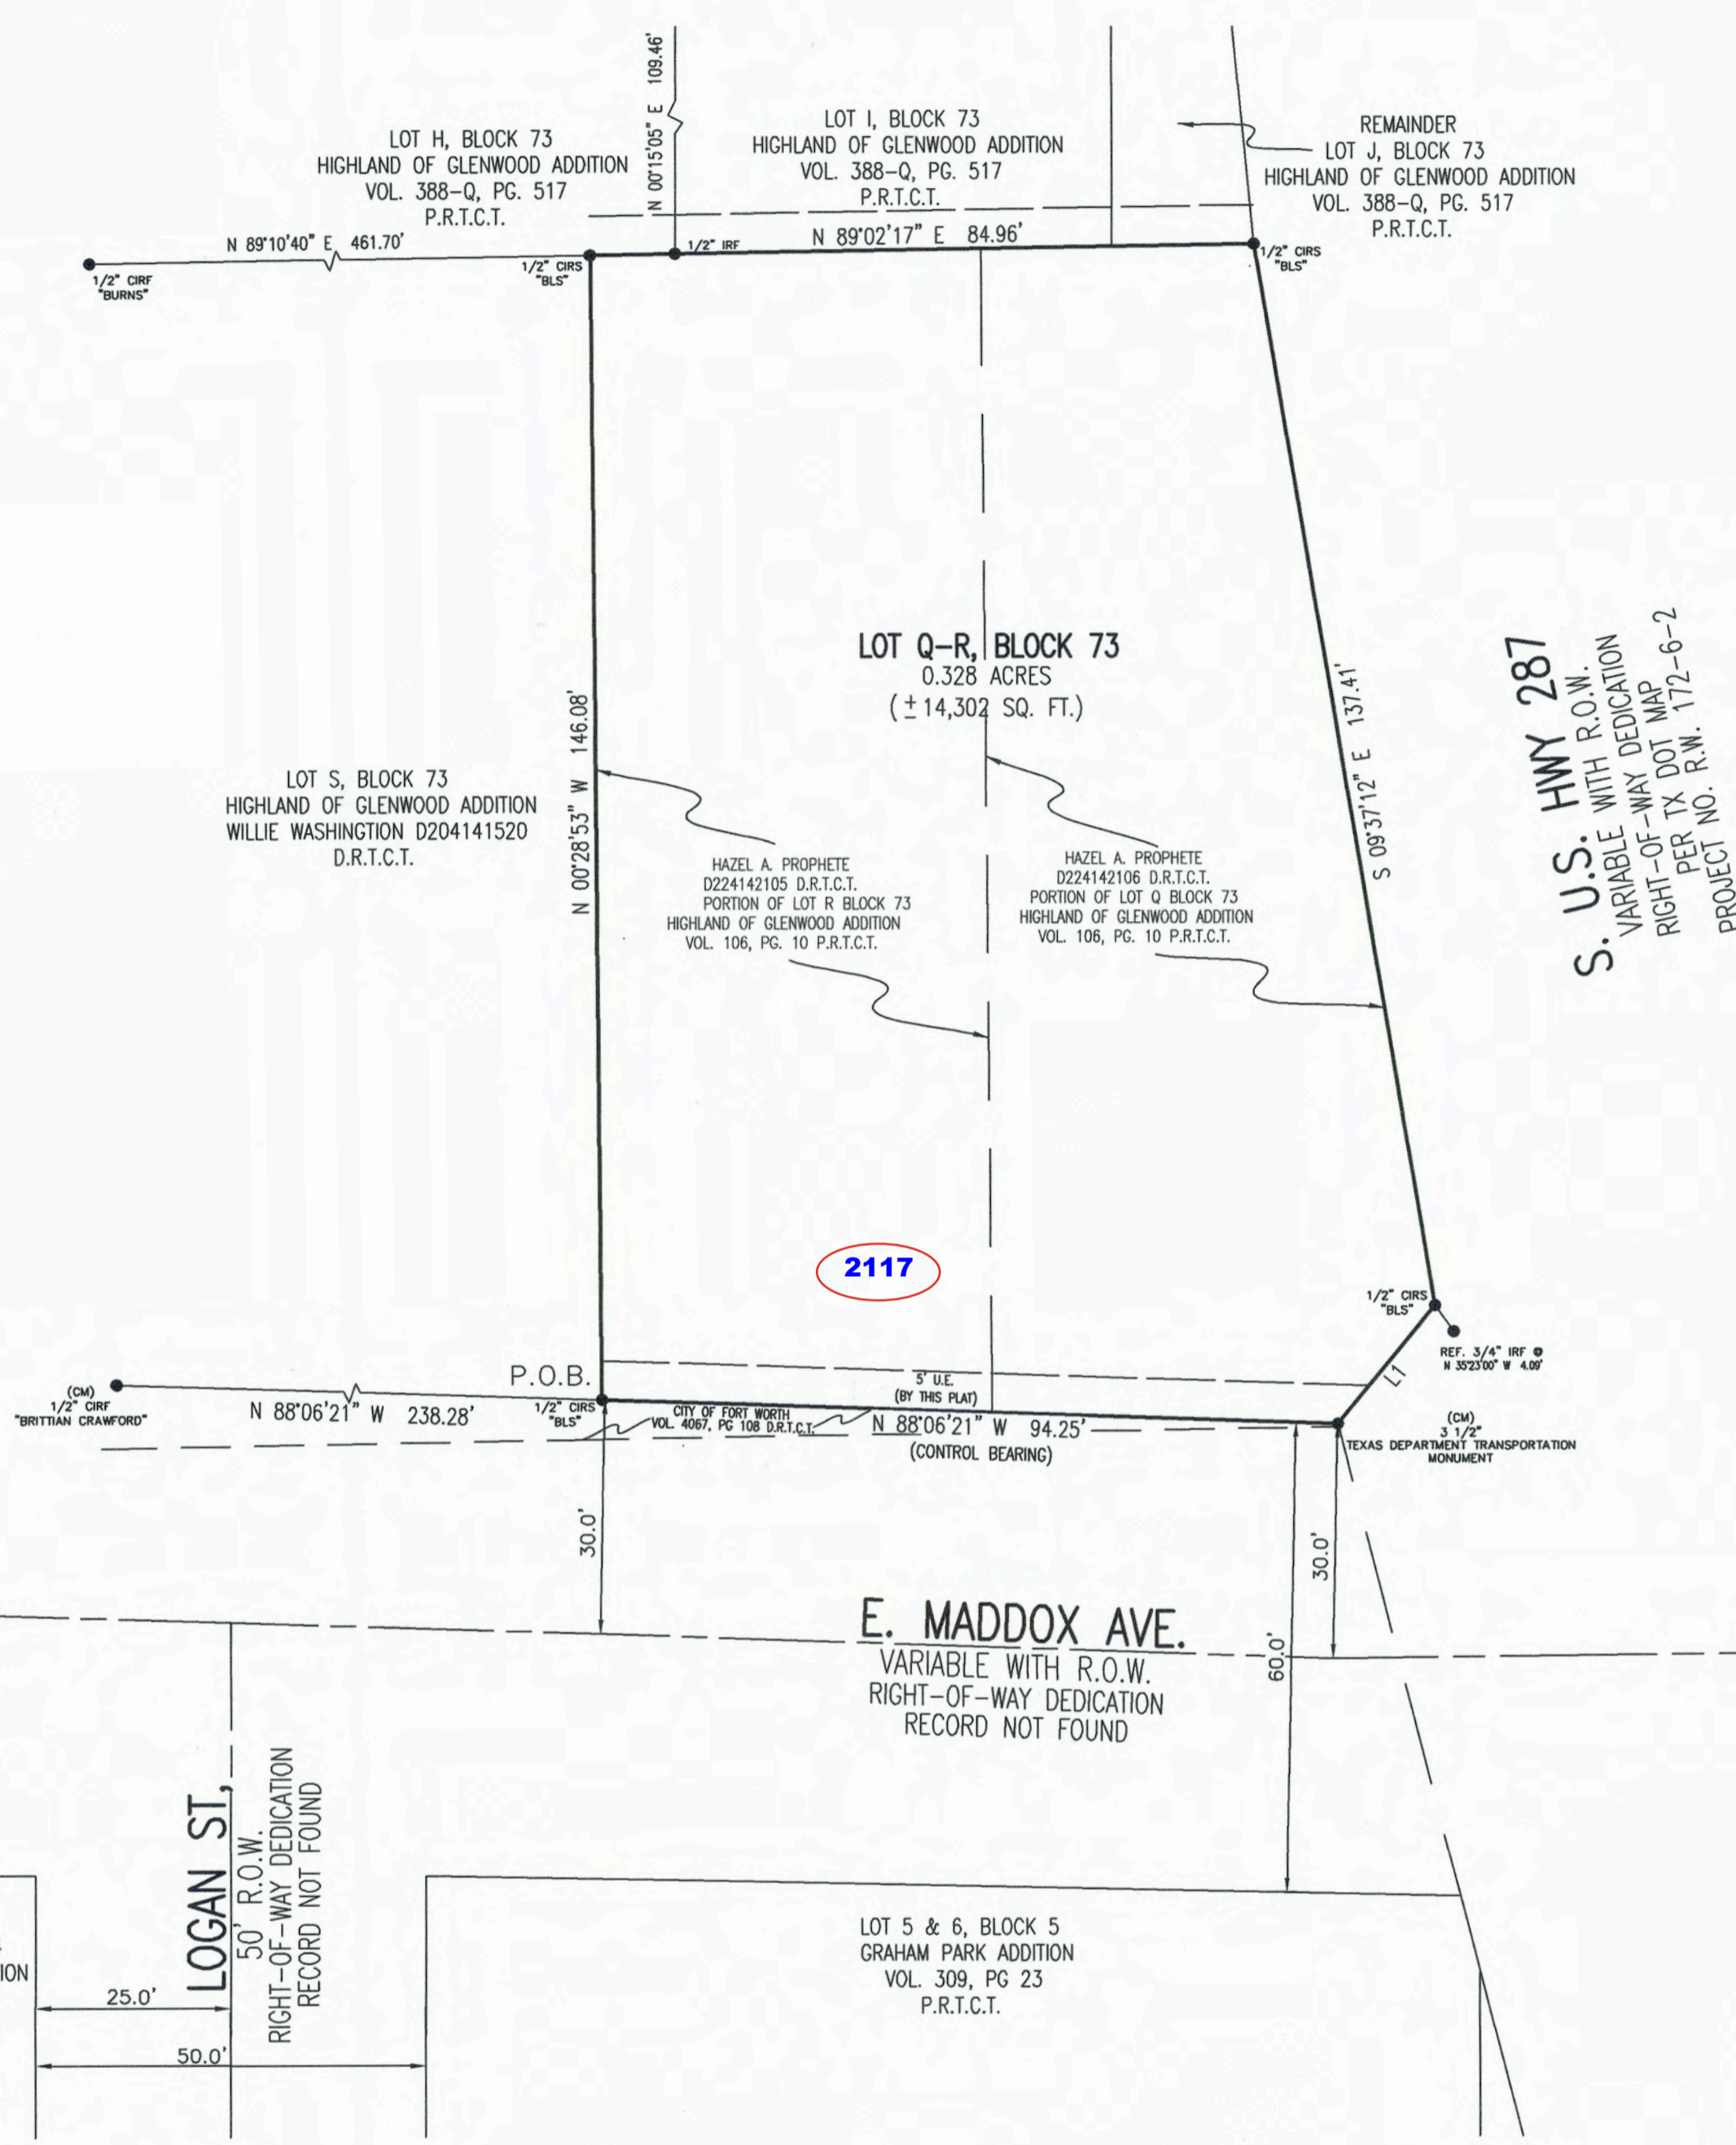 N 00°15'05" E 109.46'
LOT H, BLOCK 73
HIGHLAND OF GLENWOOD ADDITION
VOL. 388-Q, PG. 517
P.R.T.C.T.
LOT I, BLOCK 73
HIGHLAND OF GLENWOOD ADDITION
VOL. 388-Q, PG. 517
P.R.T.C.T.
REMAINDER
LOT J, BLOCK 73
HIGHLAND OF GLENWOOD ADDITION
VOL. 388-Q, PG. 517
P.R.T.C.T.
N 89°10'40" E 461.70'
1/2" CIRF
"BURNS"
1/2" CIRS
"BLS"
1/2" IRF
N 89°02'17" E 84.96'
1/2" CIRS
"BLS"
LOT Q-R, BLOCK 73
0.328 ACRES
(±14,302 SQ. FT.)
N 00°28'53" W 146.08'
S 09°37'12" E 137.41'
S. U.S. HWY 287
VARIABLE WITH R.O.W.
RIGHT-OF-WAY DEDICATION
PER TX DOT MAP
PROJECT NO. R.W. 172-6-2
LOT S, BLOCK 73
HIGHLAND OF GLENWOOD ADDITION
WILLIE WASHINGTON D204141520
D.R.T.C.T.
HAZEL A. PROPHETE
D224142105 D.R.T.C.T.
PORTION OF LOT R BLOCK 73
HIGHLAND OF GLENWOOD ADDITION
VOL. 106, PG. 10 P.R.T.C.T.
HAZEL A. PROPHETE
D224142106 D.R.T.C.T.
PORTION OF LOT Q BLOCK 73
HIGHLAND OF GLENWOOD ADDITION
VOL. 106, PG. 10 P.R.T.C.T.
2117
1/2" CIRS
"BLS"
REF. 3/4" IRF @
N 35°23'00" W 4.09'
L1
P.O.B.
5' U.E.
(BY THIS PLAT)
(CM)
1/2" CIRF
"BRITTIAN CRAWFORD"
N 88°06'21" W 238.28'
1/2" CIRS
"BLS"
CITY OF FORT WORTH
VOL. 4067, PG 108 D.R.T.C.T.
N 88°06'21" W 94.25'
(CONTROL BEARING)
(CM)
3 1/2"
TEXAS DEPARTMENT TRANSPORTATION
MONUMENT
30.0'
30.0'
60.0'
E. MADDOX AVE.
VARIABLE WITH R.O.W.
RIGHT-OF-WAY DEDICATION
RECORD NOT FOUND
LOGAN ST,
50' R.O.W.
RIGHT-OF-WAY DEDICATION
RECORD NOT FOUND
LOT 5 & 6, BLOCK 5
GRAHAM PARK ADDITION
VOL. 309, PG 23
P.R.T.C.T.
ION
25.0'
50.0'